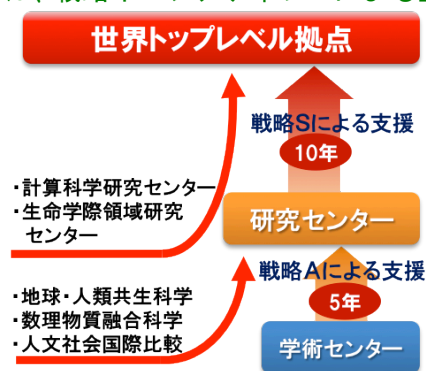 世界トップレベル拠点
戦略Sによる支援
10年
・計算科学研究センター
・生命学際領域研究
センター
研究センター
戦略Aによる支援
5年
・地球・人類共生科学
・数理物質融合科学
・人文社会国際比較
学術センター